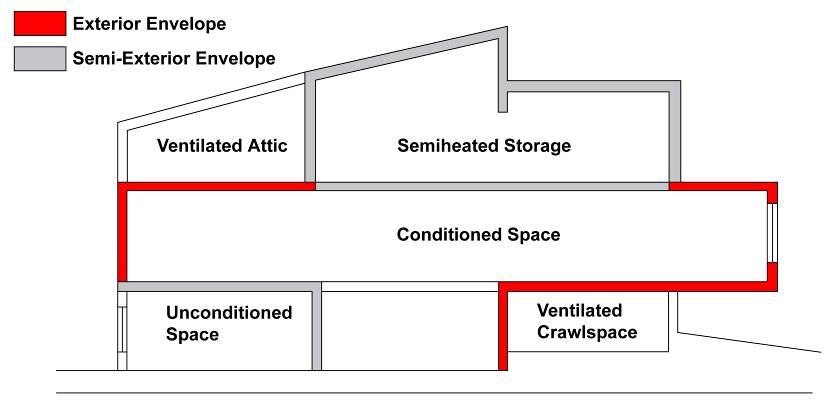 Exterior Envelope
Semi-Exterior Envelope
Ventilated Attic
Semiheated Storage
Conditioned Space
Unconditioned
Space
Ventilated
Crawlspace